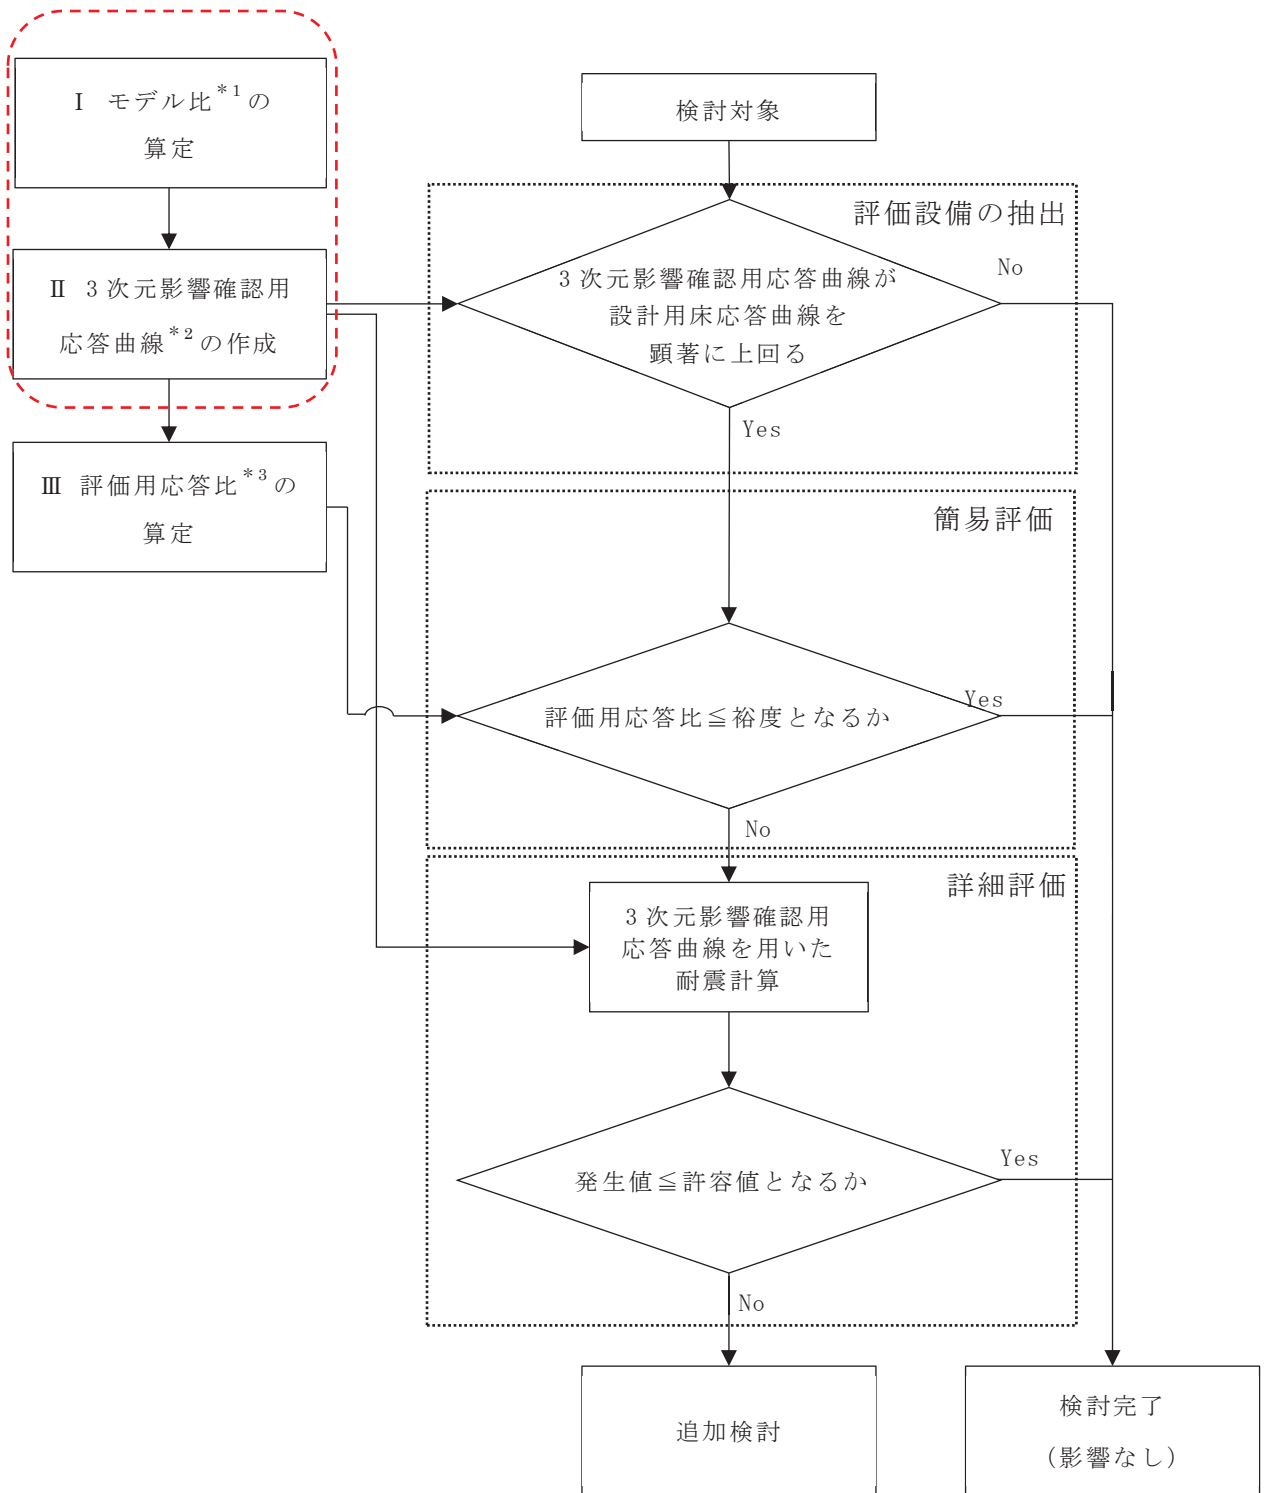 Ⅰ モデル比*1の
算定
Ⅱ 3次元影響確認用
応答曲線*2の作成
Ⅲ 評価用応答比*3の
算定
検討対象
評価設備の抽出
3次元影響確認用応答曲線が
設計用床応答曲線を
顕著に上回る
No
Yes
簡易評価
評価用応答比≦裕度となるか
Yes
No
詳細評価
3次元影響確認用
応答曲線を用いた
耐震計算
発生値≦許容値となるか
Yes
No
追加検討
検討完了
(影響なし)